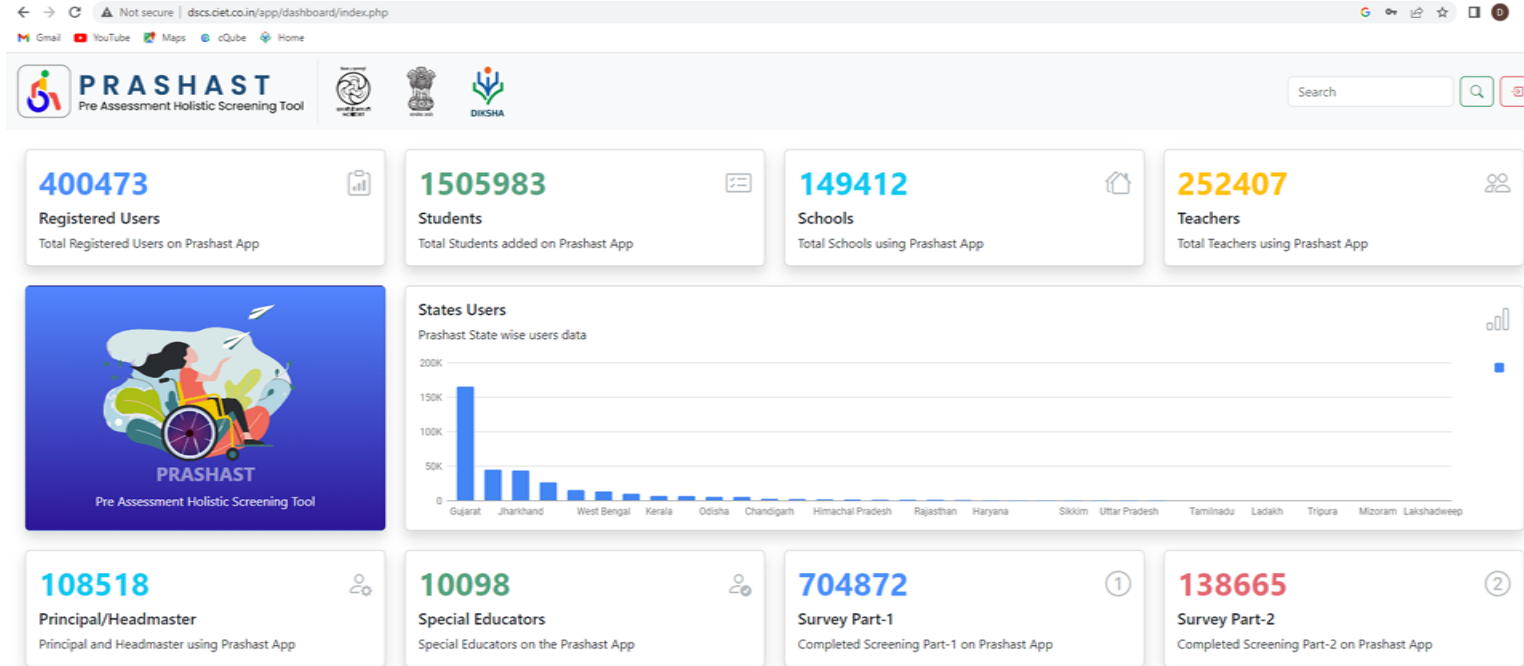 Not secure | dscs.ciet.co.in/app/dashboard/index.php
Gmail YouTube Maps cQube Home
PRASHAST
Pre Assessment Holistic Screening Tool
DIKSHA
Search
400473
Registered Users
Total Registered Users on Prashast App
1505983
Students
Total Students added on Prashast App
149412
Schools
Total Schools using Prashast App
252407
Teachers
Total Teachers using Prashast App
PRASHAST
Pre Assessment Holistic Screening Tool
States Users
Prashast State wise users data
200K
150K
100K
50K
0
Gujarat Jharkhand West Bengal Kerala Odisha Chandigarh Himachal Pradesh Rajasthan Haryana Sikkim Uttar Pradesh Tamilnadu Ladakh Tripura Mizoram Lakshadweep
108518
Principal/Headmaster
Principal and Headmaster using Prashast App
10098
Special Educators
Special Educators on the Prashast App
704872
1
Survey Part-1
Completed Screening Part-1 on Prashast App
138665
2
Survey Part-2
Completed Screening Part-2 on Prashast App